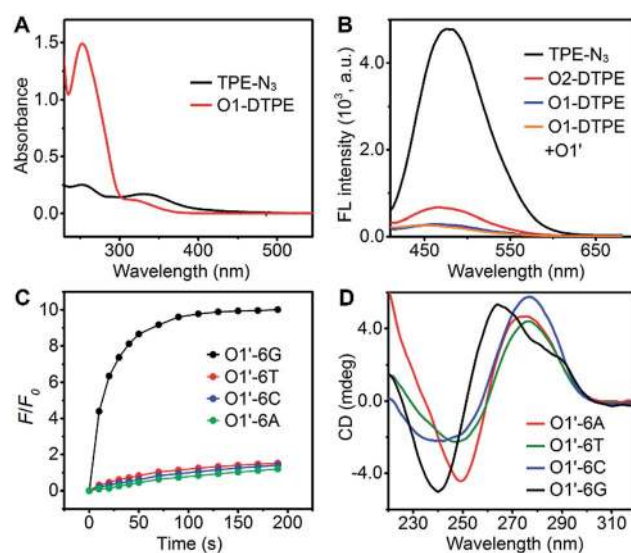 A
1.5
1.0
0.5
0.0
Absorbance
300
400
500
Wavelength (nm)
TPE-N₃
O1-DTPE
B
4.0
2.0
0.0
FL intensity (10³, a.u.)
450
550
650
Wavelength (nm)
TPE-N₃
O2-DTPE
O1-DTPE
O1-DTPE
+O1'
C
10
8
6
4
2
0
F/F₀
0
50
100
150
200
Time (s)
O1'-6G
O1'-6T
O1'-6C
O1'-6A
D
4.0
0.0
-4.0
CD (mdeg)
230
250
270
290
310
Wavelength (nm)
O1'-6A
O1'-6T
O1'-6C
O1'-6G